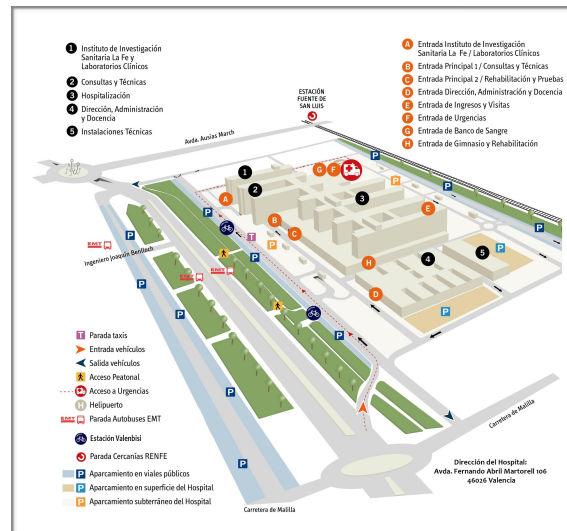 1 Instituto de Investigación
Sanitaria La Fe y
Laboratorios Clínicos
2 Consultas y Técnicas
3 Hospitalización
4 Dirección, Administración
y Docencia
5 Instalaciones Técnicas
A Entrada Instituto de Investigación
Sanitaria La Fe / Laboratorios Clínicos
B Entrada Principal 1 / Consultas y Técnicas
C Entrada Principal 2 / Rehabilitación y Pruebas
D Entrada Dirección, Administración y Docencia
E Entrada de Ingresos y Visitas
F Entrada de Urgencias
G Entrada de Banco de Sangre
H Entrada de Gimnasio y Rehabilitación
ESTACIÓN
FUENTE DE
SAN LUIS
Avda. Ausias March
P
G F
P
1
2
3
P
A
P
E
B
T
C
P
P
P
5
P
EMT
Ingeniero Joaquín Benlloch
H
4
EMT EMT
P
D
P
P
P
P
T Parada taxis
Entrada vehículos
Salida vehículos
Acceso Peatonal
Acceso a Urgencias
H Helipuerto
EMT Parada Autobuses EMT
Estación Valenbisi
Parada Cercanías RENFE
P Aparcamiento en viales públicos
P Aparcamiento en superficie del Hospital
P Aparcamiento subterráneo del Hospital
P
P
Carretera de Malilla
Carretera de Malilla
Dirección del Hospital:
Avda. Fernando Abril Martorell 106
46026 Valencia